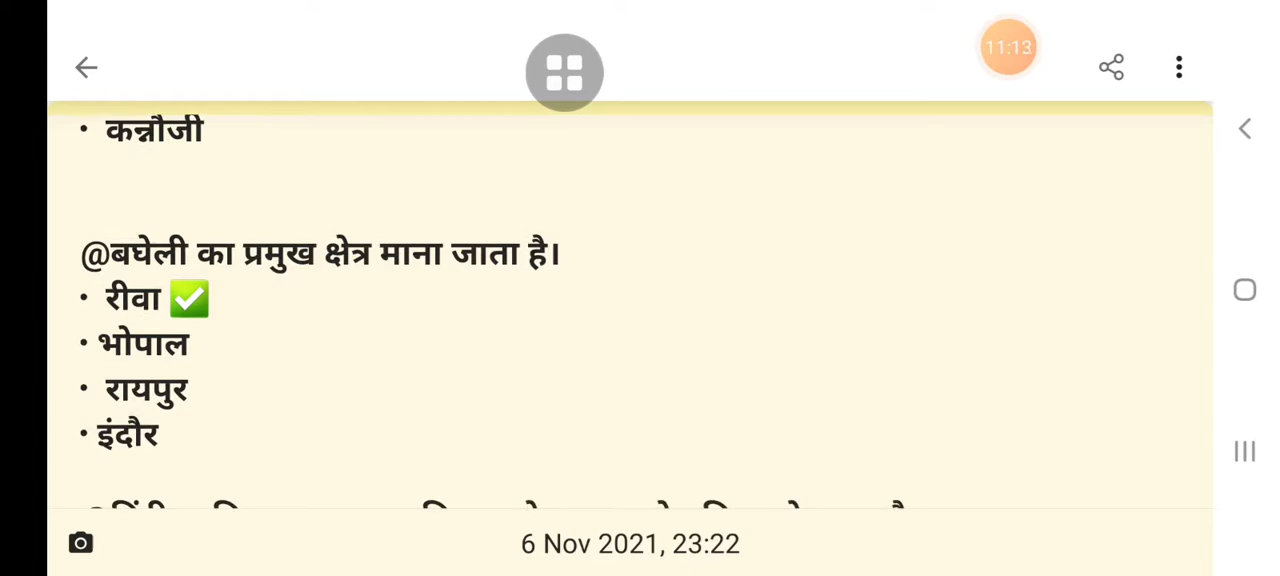 11:13
• कन्नौजी
@बघेली का प्रमुख क्षेत्र माना जाता है।
• रीवा ✅
• भोपाल
• रायपुर
• इंदौर
6 Nov 2021, 23:22